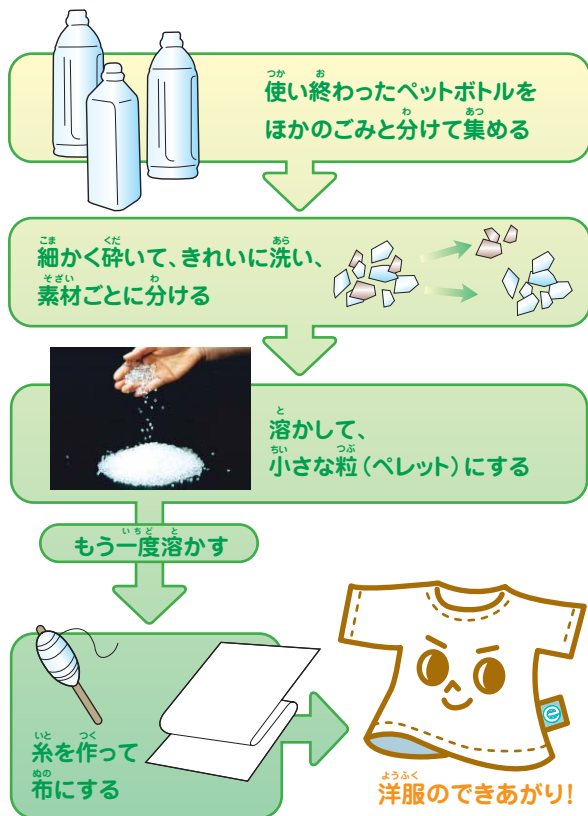 使い終わったペットボトルを
ほかのごみと分けて集める
細かく砕いて、きれいに洗い、
素材ごとに分ける
溶かして、
小さな粒（ペレット）にする
もう一度溶かす
糸を作って
布にする
e
洋服のできあがり！